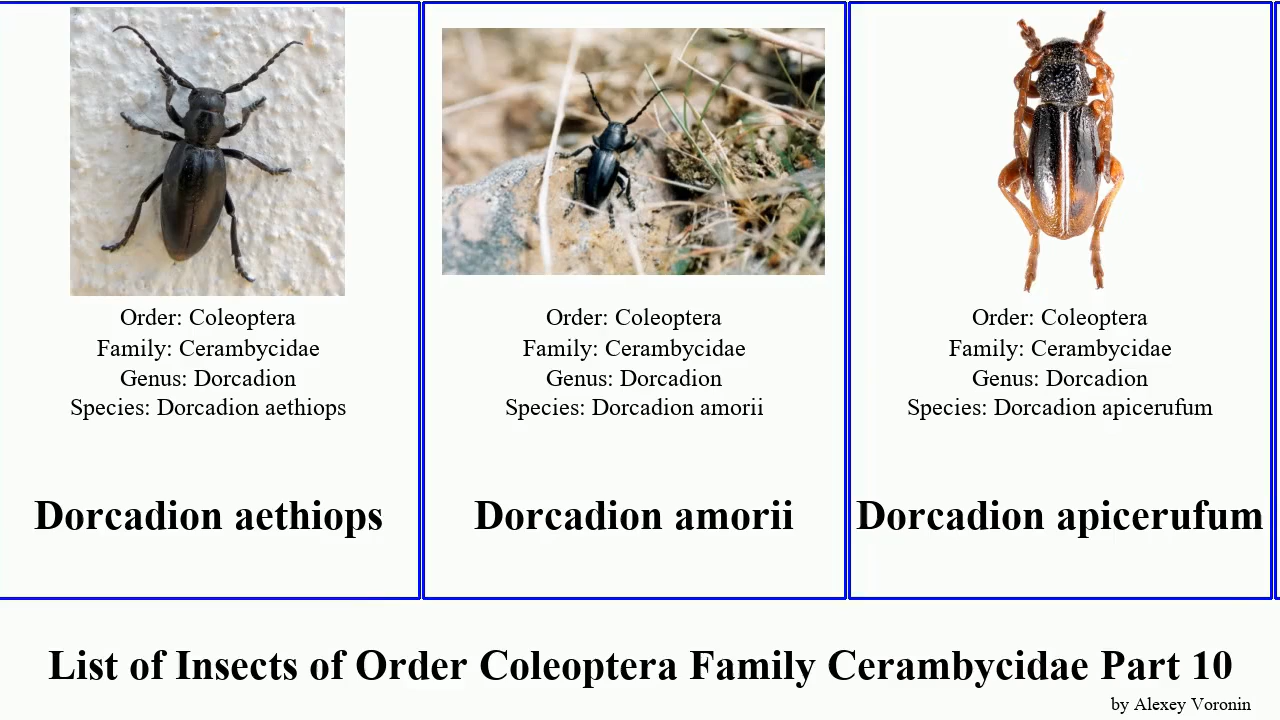 Order: Coleoptera
Family: Cerambycidae
Genus: Dorcadion
Species: Dorcadion aethiops
Dorcadion aethiops
Order: Coleoptera
Family: Cerambycidae
Genus: Dorcadion
Species: Dorcadion amorii
Dorcadion amorii
Order: Coleoptera
Family: Cerambycidae
Genus: Dorcadion
Species: Dorcadion apicerufum
Dorcadion apicerufum
List of Insects of Order Coleoptera Family Cerambycidae Part 10
by Alexey Voronin